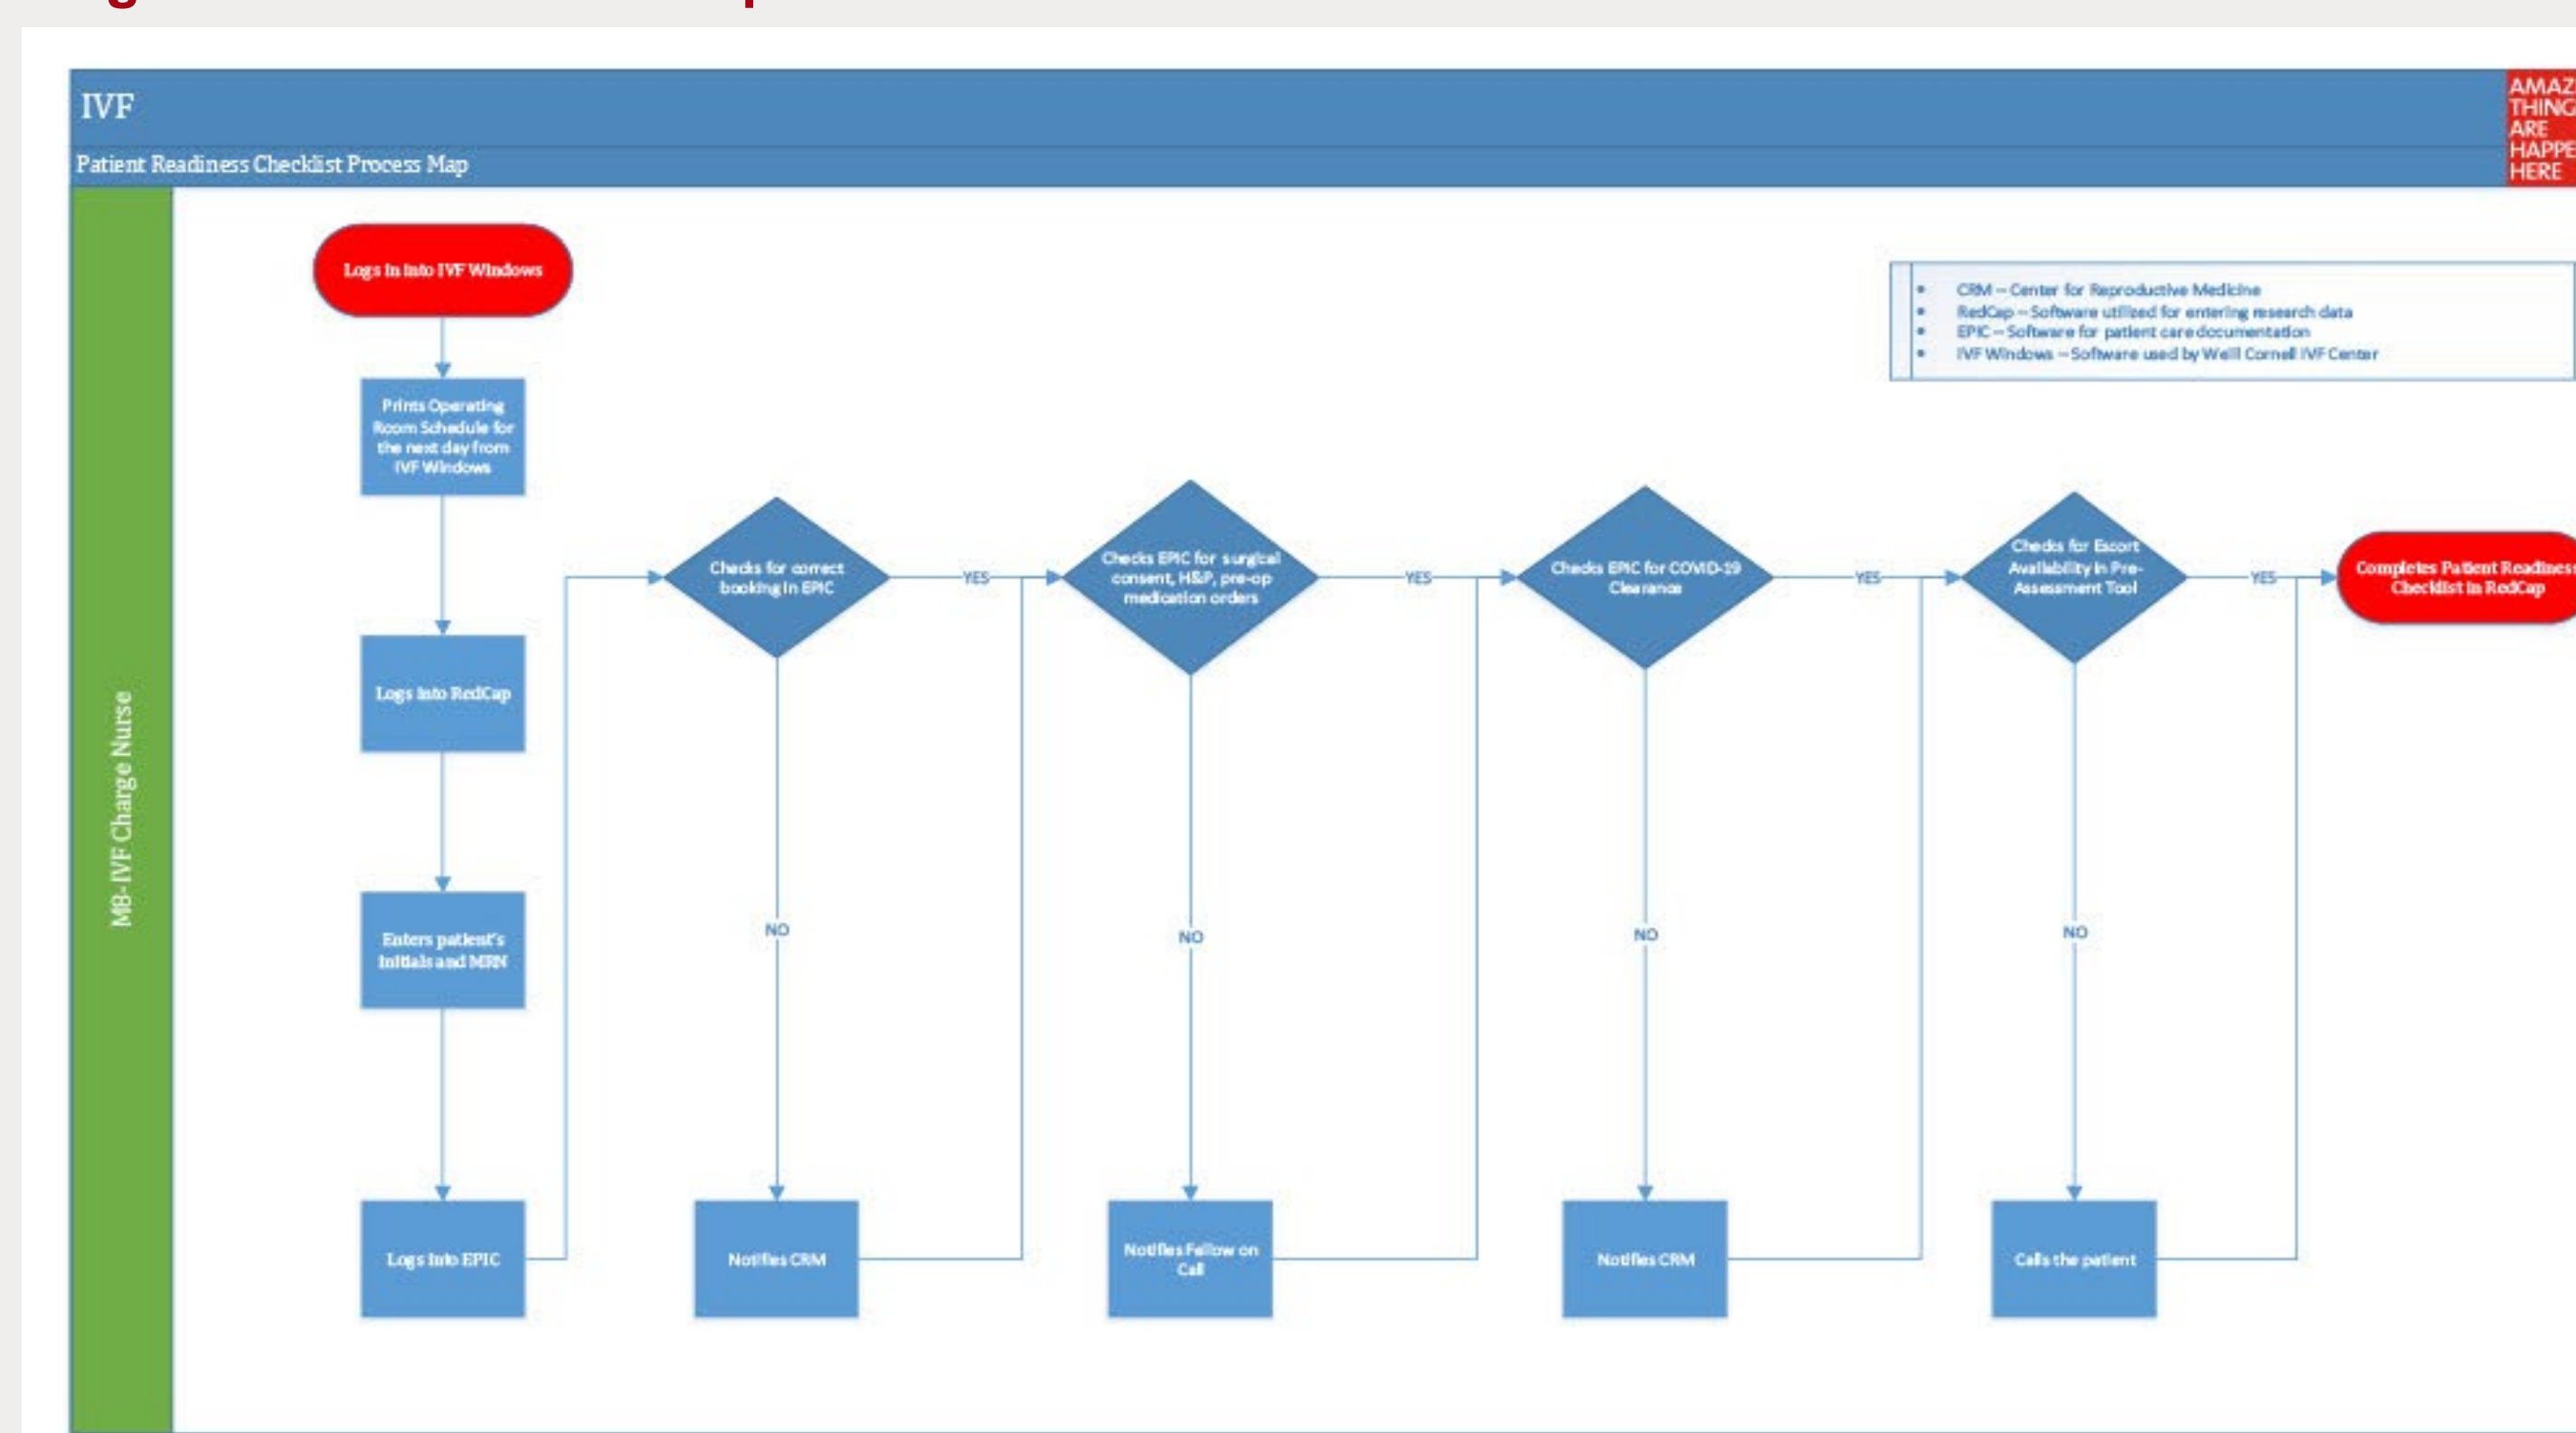 IVF
AMAZ
THING
ARE
HAPPE
HERE
Patient Readiness Checklist Process Map
M8-IVF Charge Nurse
Logs in into IVF Windows
CRM – Center for Reproductive Medicine
RedCap – Software utilized for entering research data
EPIC – Software for patient care documentation
IVF Windows – Software used by Weill Cornell IVF Center
Prints Operating
Room Schedule for
the next day from
IVF Windows
Logs into RedCap
Enters patient's
initials and MRN
Logs into EPIC
Checks for correct
booking in EPIC
YES
NO
Notifies CRM
Checks EPIC for surgical
consent, H&P, pre-op
medication orders
YES
NO
Notifies Fellow on
Call
Checks EPIC for COVID-19
Clearance
YES
NO
Notifies CRM
Checks for Escort
Availability in Pre-
Assessment Tool
YES
NO
Calls the patient
Completes Patient Readiness
Checklist in RedCap